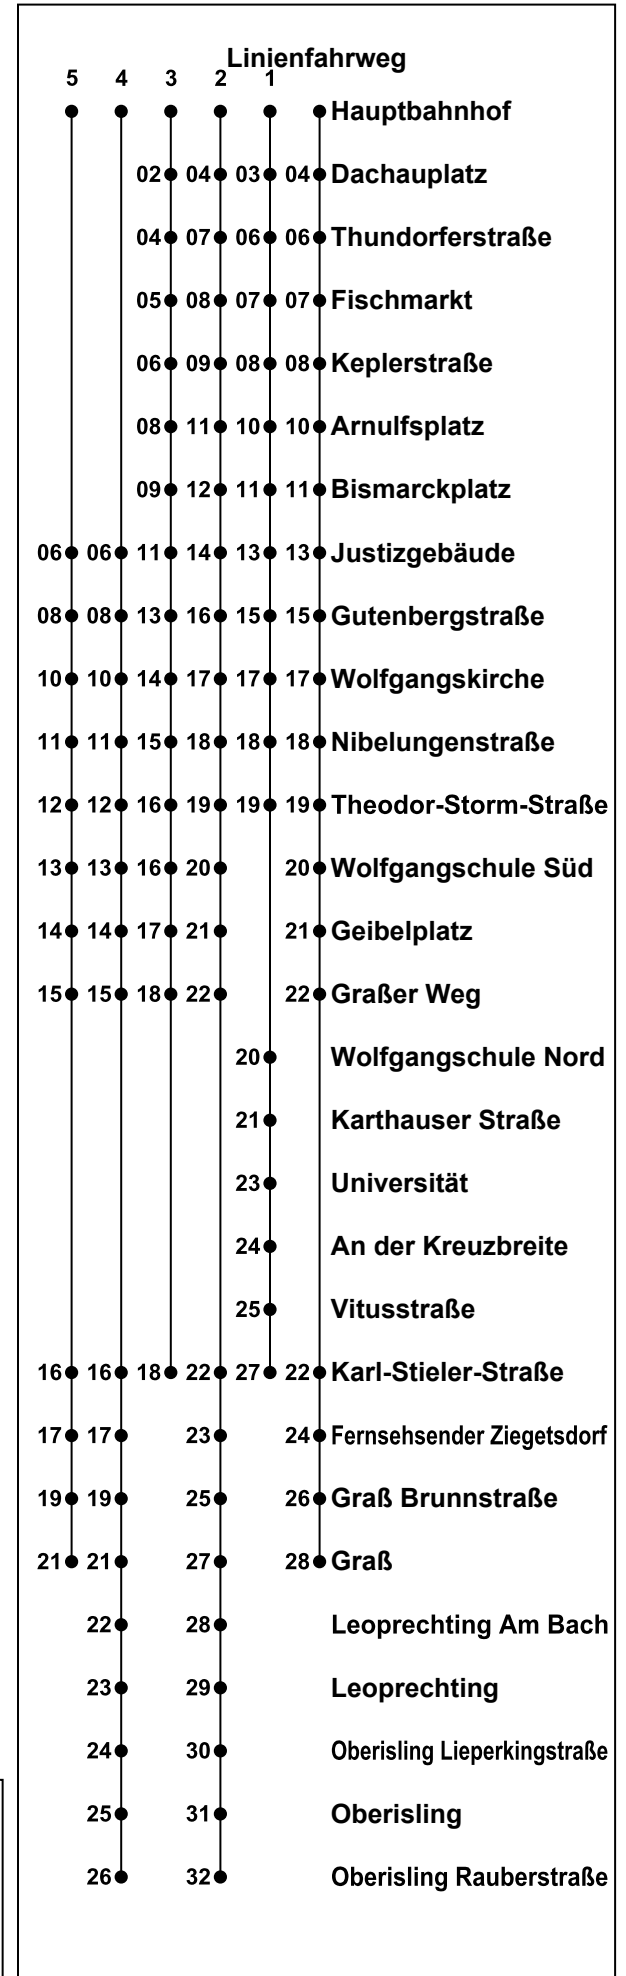 Linienfahrweg
5 4 3 2 1
Hauptbahnhof
02 04 03 04 Dachauplatz
04 07 06 06 Thundorferstraße
05 08 07 07 Fischmarkt
06 09 08 08 Keplerstraße
08 11 10 10 Arnulfsplatz
09 12 11 11 Bismarckplatz
06 06 11 14 13 13 Justizgebäude
08 08 13 16 15 15 Gutenbergstraße
10 10 14 17 17 17 Wolfgangskirche
11 11 15 18 18 18 Nibelungenstraße
12 12 16 19 19 19 Theodor-Storm-Straße
13 13 16 20 20 Wolfgangschule Süd
14 14 17 21 21 Geibelplatz
15 15 18 22 22 Graßer Weg
20 Wolfgangschule Nord
21 Karthauser Straße
23 Universität
24 An der Kreuzbreite
25 Vitusstraße
16 16 18 22 27 22 Karl-Stieler-Straße
17 17 23 24 Fernsehsender Ziegetsdorf
19 19 25 26 Graß Brunnstraße
21 21 27 28 Graß
22 28 Leoprechting Am Bach
23 29 Leoprechting
24 30 Oberisling Lieperkingstraße
25 31 Oberisling
26 32 Oberisling Rauberstraße